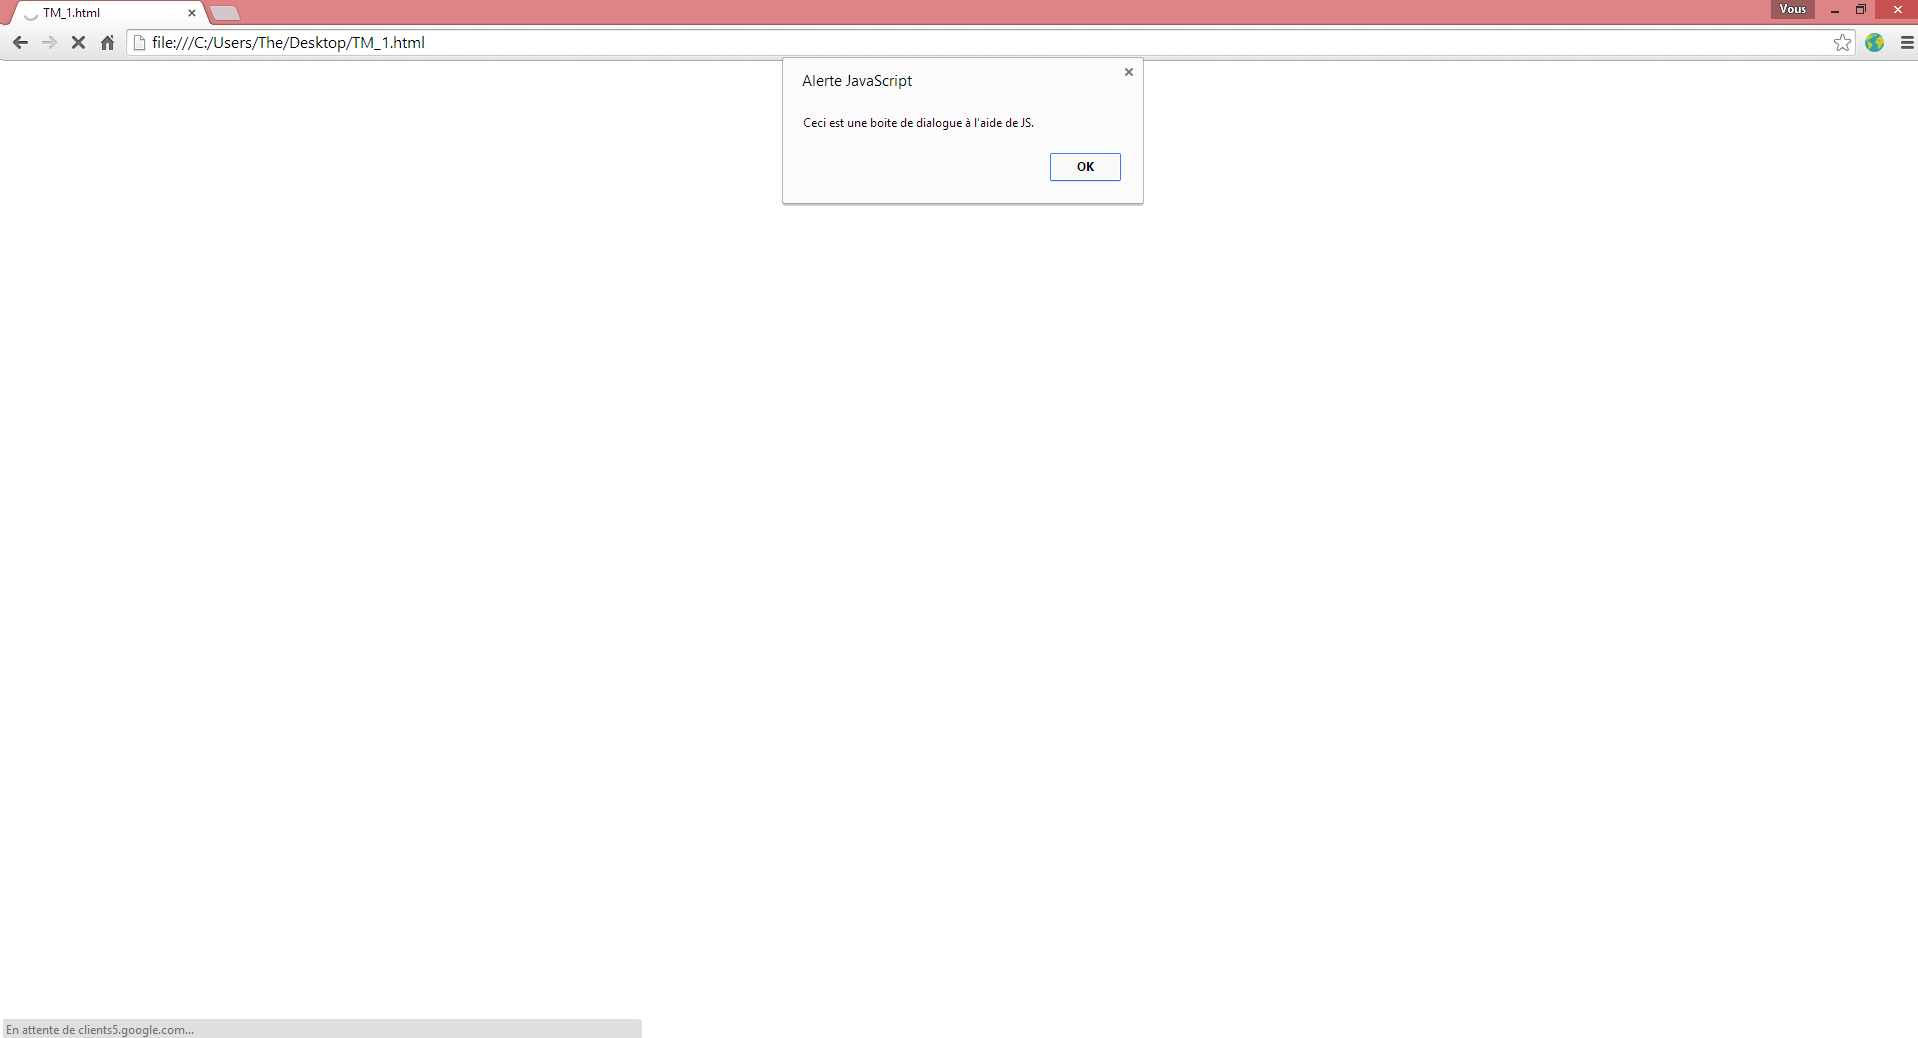 TM_1.html
Vous
file:///C:/Users/The/Desktop/TM_1.html
Alerte JavaScript
Ceci est une boite de dialogue à l'aide de JS.
OK
En attente de clients5.google.com...